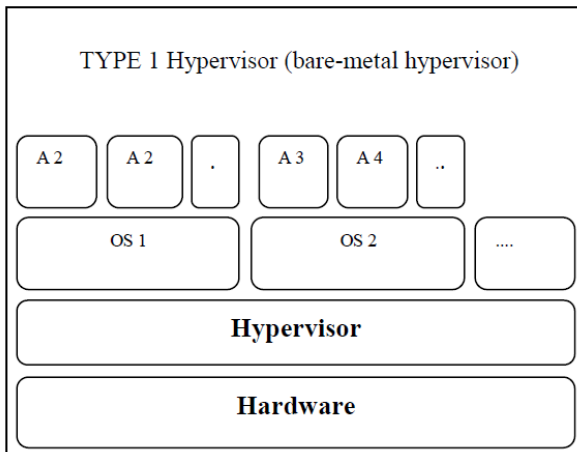 TYPE 1 Hypervisor (bare-metal hypervisor)
A 2 A 2 . A 3 A 4 ..
OS 1 OS 2 ....
Hypervisor
Hardware